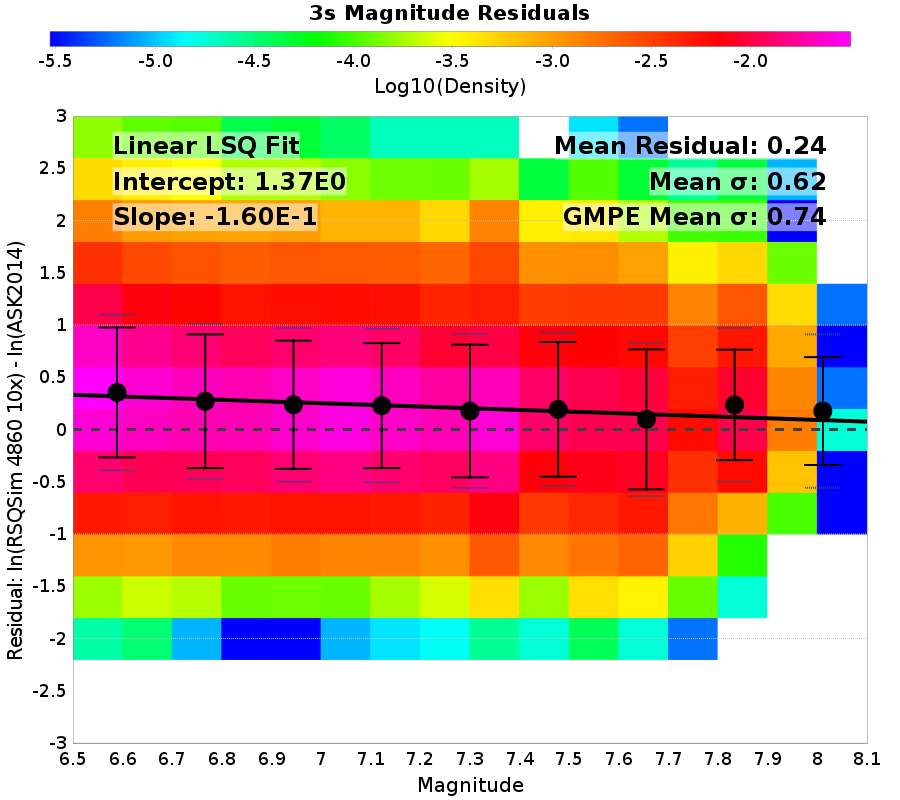 3s Magnitude Residuals
-5.5 -5.0 -4.5 -4.0 -3.5 -3.0 -2.5 -2.0
Log10(Density)
Linear LSQ Fit
Intercept: 1.37E0
Slope: -1.60E-1
Mean Residual: 0.24
Mean σ: 0.62
GMPE Mean σ: 0.74
Residual: ln(RSQSim 4860 10x) - ln(ASK2014)
3
2.5
2
1.5
1
0.5
0
-0.5
-1
-1.5
-2
-2.5
-3
6.5 6.6 6.7 6.8 6.9 7 7.1 7.2 7.3 7.4 7.5 7.6 7.7 7.8 7.9 8 8.1
Magnitude